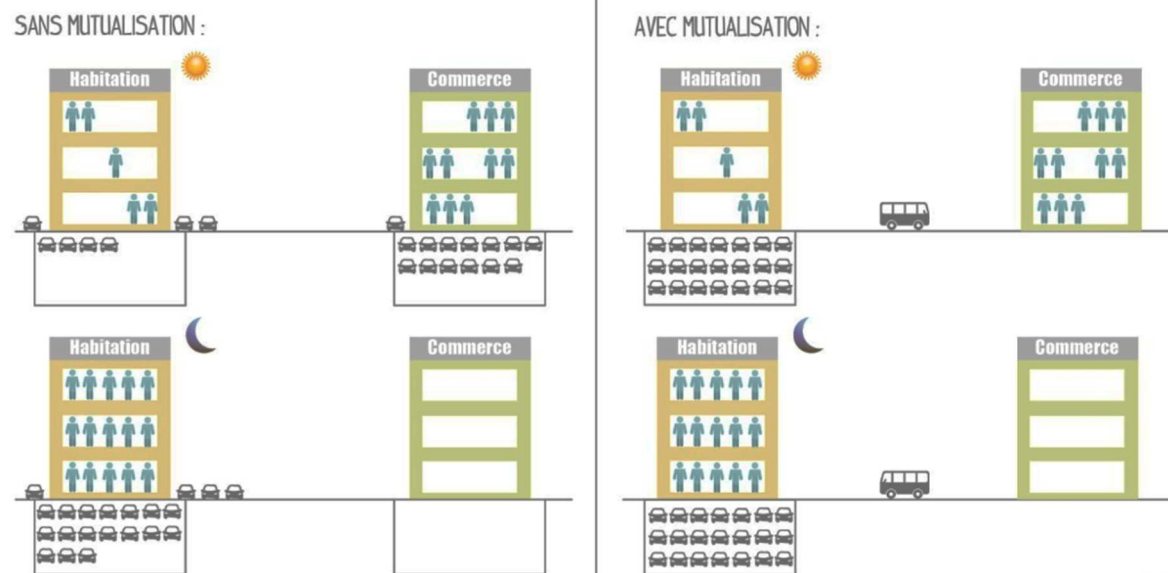 SANS MUTUALISATION :
Habitation
Commerce
Habitation
Commerce
AVEC MUTUALISATION :
Habitation
Commerce
Habitation
Commerce